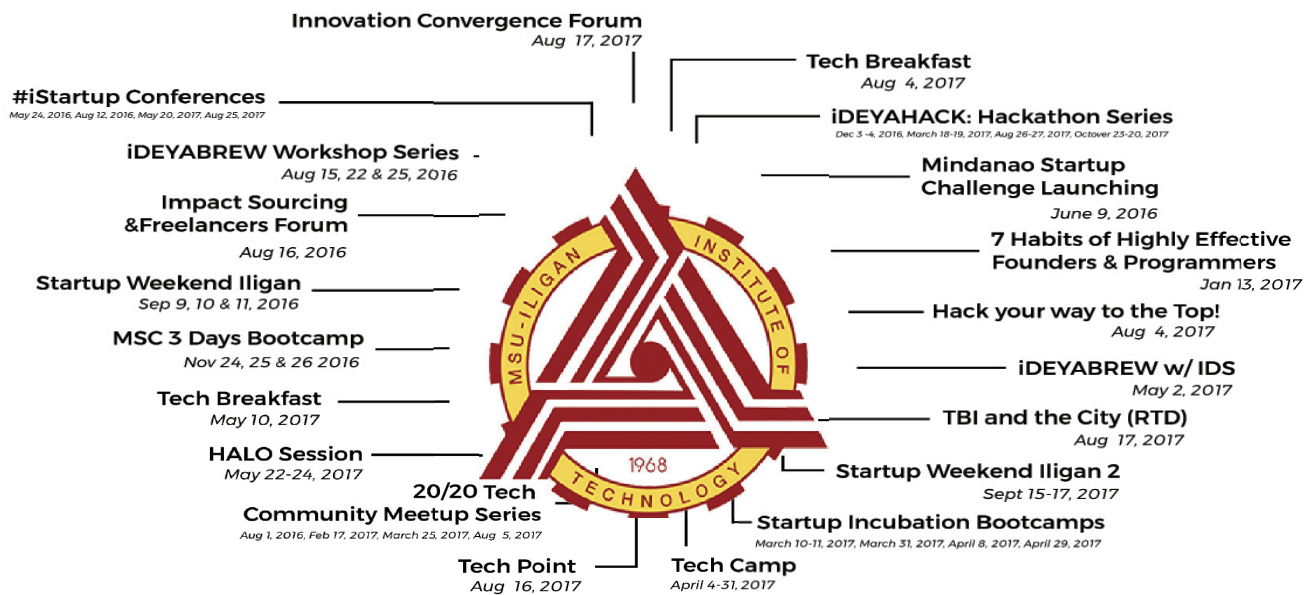 Innovation Convergence Forum
Aug 17, 2017
Tech Breakfast
Aug 4, 2017
#iStartup Conferences
May 24, 2016, Aug 12, 2016, May 20, 2017, Aug 25, 2017
iDEYAHACK: Hackathon Series
Dec 3 -4, 2016, March 18-19, 2017, Aug 26-27, 2017, Octover 23-20, 2017
iDEYABREW Workshop Series
Aug 15, 22 & 25, 2016
Mindanao Startup
Challenge Launching
June 9, 2016
Impact Sourcing
&Freelancers Forum
Aug 16, 2016
7 Habits of Highly Effective
Founders & Programmers
Jan 13, 2017
Startup Weekend Iligan
Sep 9, 10 & 11, 2016
Hack your way to the Top!
Aug 4, 2017
MSC 3 Days Bootcamp
Nov 24, 25 & 26 2016
iDEYABREW w/ IDS
May 2, 2017
Tech Breakfast
May 10, 2017
TBI and the City (RTD)
Aug 17, 2017
HALO Session
May 22-24, 2017
Startup Weekend Iligan 2
Sept 15-17, 2017
20/20 Tech
Community Meetup Series
Aug 1, 2016, Feb 17, 2017, March 25, 2017, Aug 5, 2017
Startup Incubation Bootcamps
March 10-11, 2017, March 31, 2017, April 8, 2017, April 29, 2017
Tech Point
Aug 16, 2017
Tech Camp
April 4-31, 2017
MSU-ILIGAN
INSTITUTE OF
TECHNOLOGY
1968